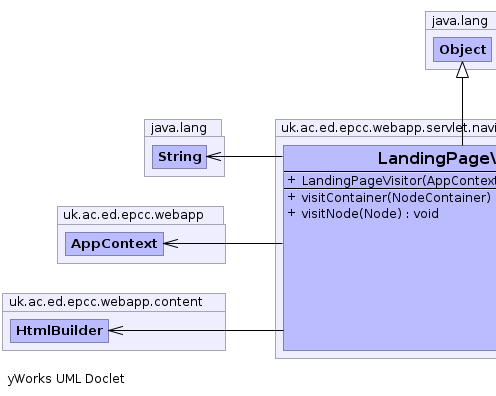 java.lang
Object
java.lang
String
uk.ac.ed.epcc.webapp.servlet.navi
LandingPageV
+ LandingPageVisitor(AppContext
+ visitContainer(NodeContainer)
+ visitNode(Node) : void
uk.ac.ed.epcc.webapp
AppContext
uk.ac.ed.epcc.webapp.content
HtmlBuilder
yWorks UML Doclet